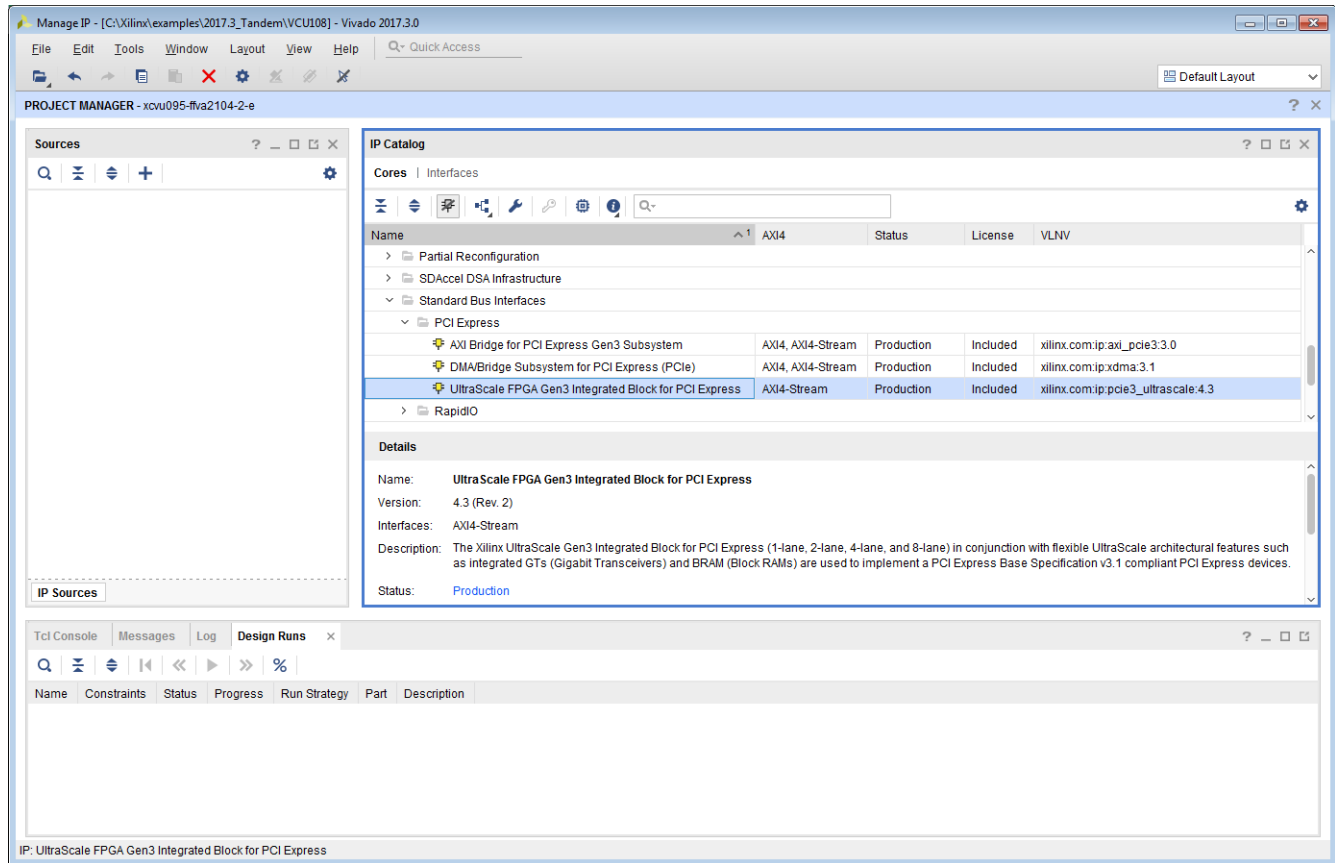 Manage IP - [C:\Xilinx\examples\2017.3_Tandem\VCU108] - Vivado 2017.3.0
File Edit Tools Window Layout View Help Quick Access
Default Layout
PROJECT MANAGER - xcvu095-ffva2104-2-e
Sources
IP Sources
IP Catalog
Cores | Interfaces
Name 1 AXI4 Status License VLNV
Partial Reconfiguration
SDAccel DSA Infrastructure
Standard Bus Interfaces
PCI Express
AXI Bridge for PCI Express Gen3 Subsystem AXI4, AXI4-Stream Production Included xilinx.com:ip:axi_pcie3:3.0
DMA/Bridge Subsystem for PCI Express (PCIe) AXI4, AXI4-Stream Production Included xilinx.com:ip:xdma:3.1
UltraScale FPGA Gen3 Integrated Block for PCI Express AXI4-Stream Production Included xilinx.com:ip:pcie3_ultrascale:4.3
RapidIO
Details
Name: UltraScale FPGA Gen3 Integrated Block for PCI Express
Version: 4.3 (Rev. 2)
Interfaces: AXI4-Stream
Description: The Xilinx UltraScale Gen3 Integrated Block for PCI Express (1-lane, 2-lane, 4-lane, and 8-lane) in conjunction with flexible UltraScale architectural features such
as integrated GTs (Gigabit Transceivers) and BRAM (Block RAMs) are used to implement a PCI Express Base Specification v3.1 compliant PCI Express devices.
Status: Production
Tcl Console Messages Log Design Runs
Name Constraints Status Progress Run Strategy Part Description
IP: UltraScale FPGA Gen3 Integrated Block for PCI Express